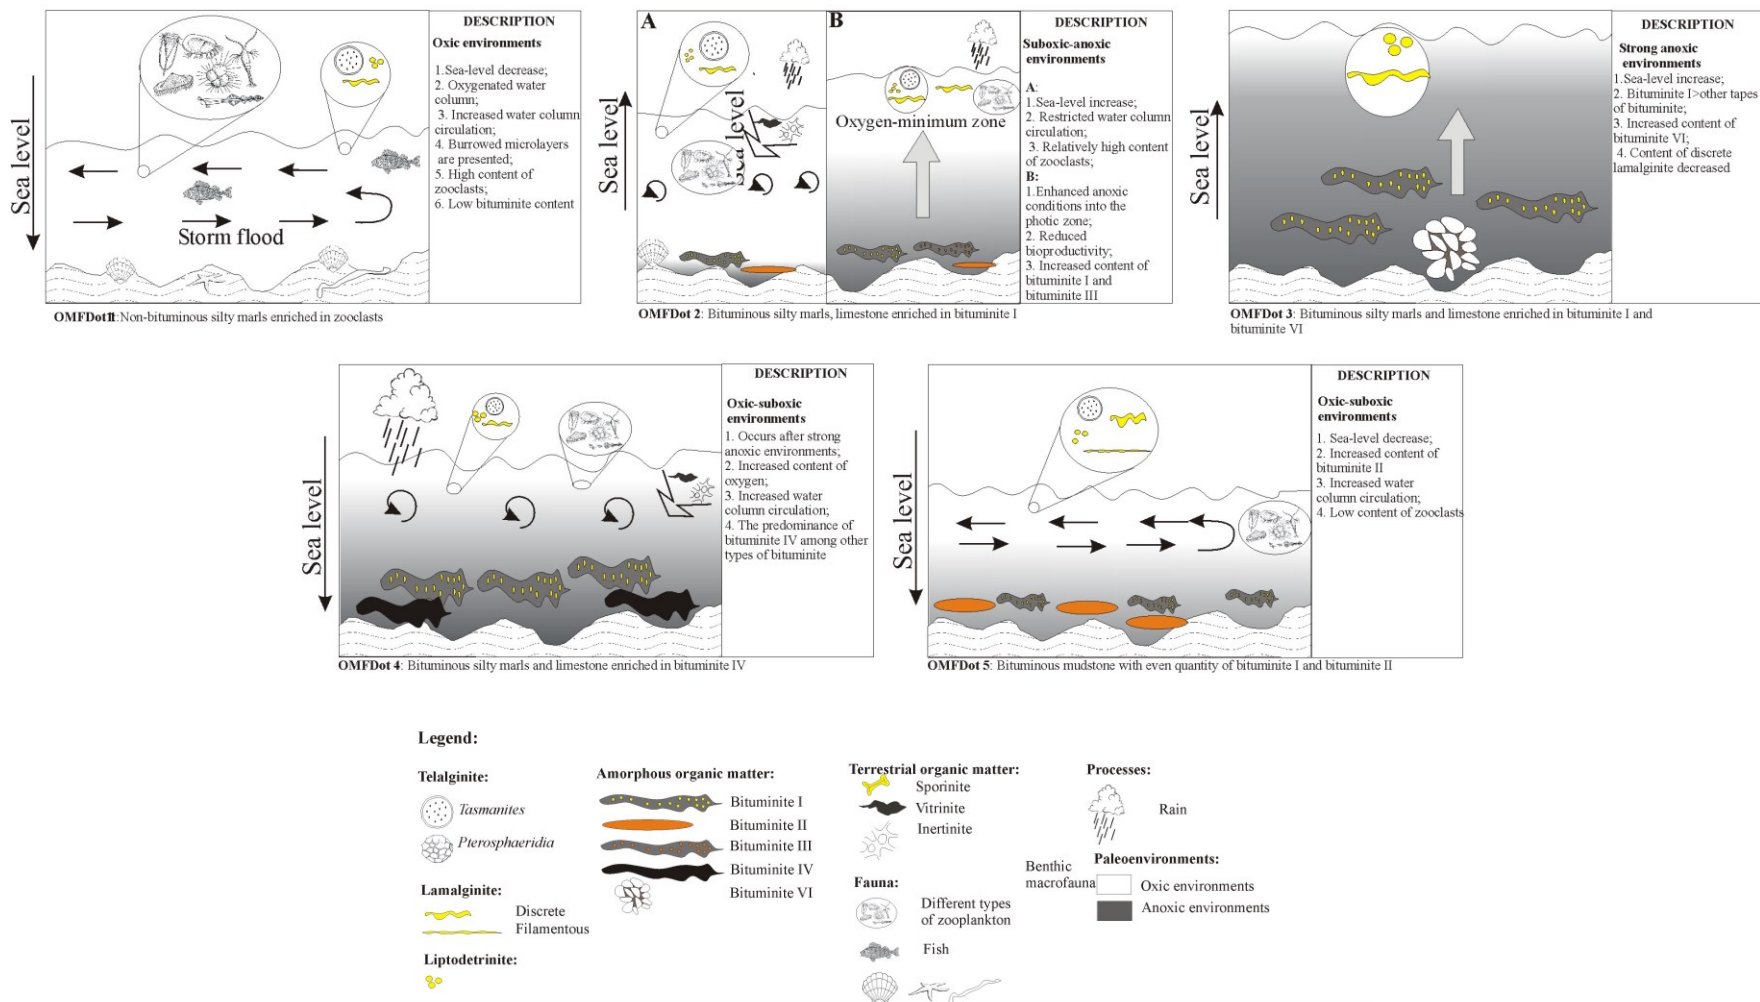 Sea level
Storm flood
DESCRIPTION
Oxic environments
1.Sea-level decrease;
2. Oxygenated water
column;
3. Increased water column
circulation;
4. Burrowed microlayers
are presented;
5. High content of
zooclasts;
6. Low bituminite content
OMFDot1:Non-bituminous silty marls enriched in zooclasts
Sea level
A
Sea level
B
Oxygen-minimum zone
DESCRIPTION
Suboxic-anoxic
environments
A:
1.Sea-level increase;
2. Restricted water column
circulation;
3. Relatively high content of
zooclasts;
B:
1.Enhanced anoxic
conditions into the
photic zone;
2. Reduced
bioproductivity;
3. Increased content of
bituminite I and
bituminite III
OMFDot 2: Bituminous silty marls, limestone enriched in bituminite I
Sea level
DESCRIPTION
Strong anoxic
environments
1.Sea-level increase;
2. Bituminite I>other tapes
of bituminite;
3. Increased content of
bituminite VI;
4. Content of discrete
lamalginite decreased
OMFDot 3: Bituminous silty marls and limestone enriched in bituminite I and
bituminite VI
Sea level
DESCRIPTION
Oxic-suboxic
environments
1. Occurs after strong
anoxic environments;
2. Increased content of
oxygen;
3. Increased water
column circulation;
4. The predominance of
bituminite IV among other
types of bituminite
OMFDot 4: Bituminous silty marls and limestone enriched in bituminite IV
Sea level
DESCRIPTION
Oxic-suboxic
environments
1. Sea-level decrease;
2. Increased content of
bituminite II
3. Increased water
column circulation;
4. Low content of zooclasts
OMFDot 5: Bituminous mudstone with even quantity of bituminite I and bituminite II
Legend:
Telalginite:
Tasmanites
Pterosphaeridia
Lamalginite:
Discrete
Filamentous
Liptodetrinite:
Amorphous organic matter:
Bituminite I
Bituminite II
Bituminite III
Bituminite IV
Bituminite VI
Terrestrial organic matter:
Sporinite
Vitrinite
Inertinite
Fauna:
Different types
of zooplankton
Fish
Benthic
macrofauna
Processes:
Rain
Paleoenvironments:
Oxic environments
Anoxic environments